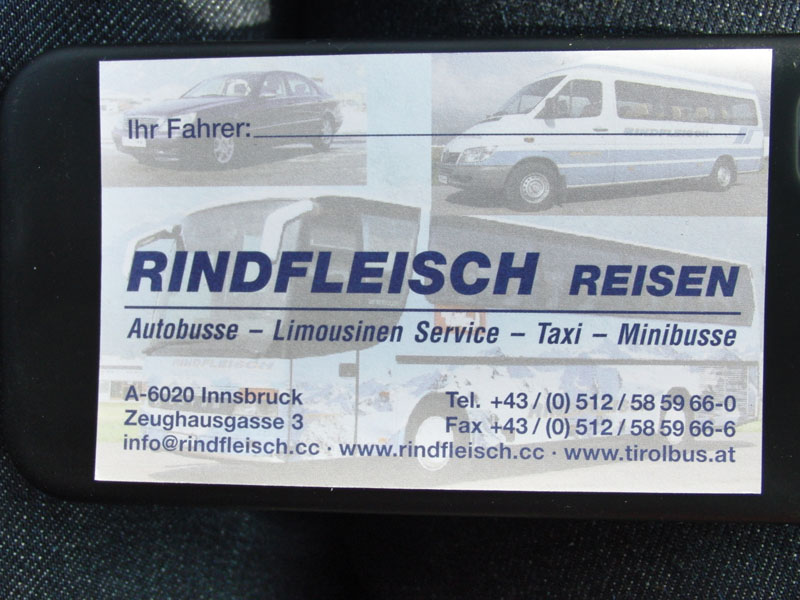 Ihr Fahrer:
RINDFLEISCH
RINDFLEISCH REISEN
Autobusse – Limousinen Service – Taxi – Minibusse
RINDFLEISCH
A-6020 Innsbruck
Zeughausgasse 3
info@rindfleisch.cc · www.rindfleisch.cc · www.tirolbus.at
Tel. +43 / (0) 512 / 58 59 66-0
Fax +43 / (0) 512 / 58 59 66-6